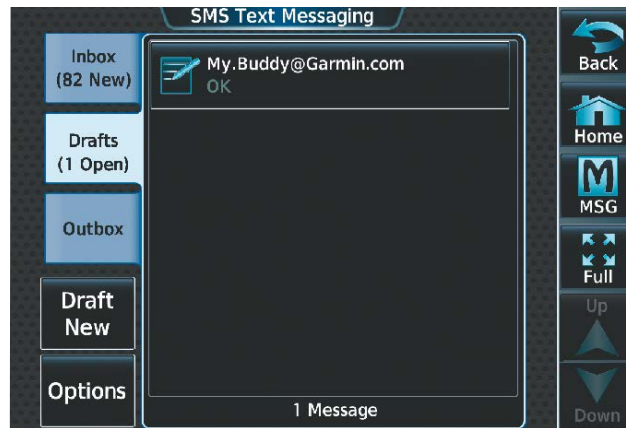 SMS Text Messaging
Inbox
(82 New)
Drafts
(1 Open)
Outbox
Draft
New
Options
My.Buddy@Garmin.com
OK
1 Message
Back
Home
MSG
Full
Up
Down